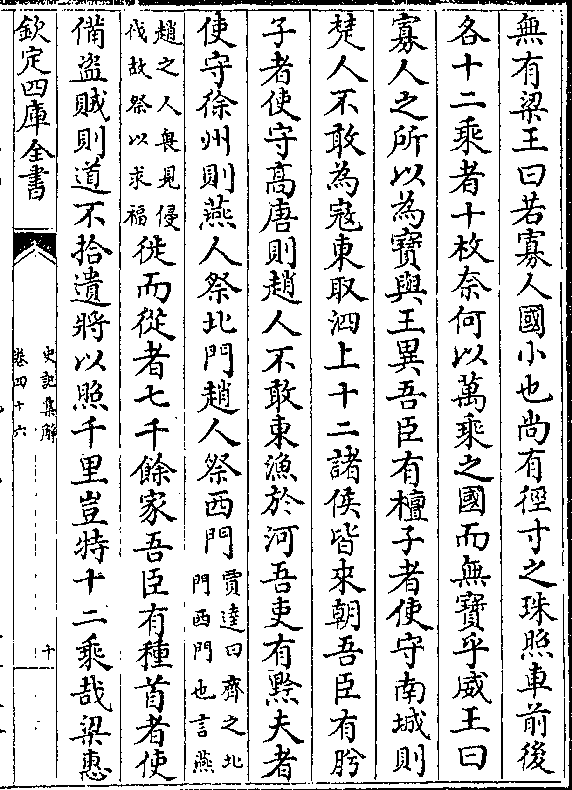 無有梁王曰若寡人國小也尚有徑寸之珠照車前後
各十二乘者十枚奈何以萬乘之國而無寶乎威王曰
寡人之所以為寶與王異吾臣有檀子者使守南城則
楚人不敢為寇東取泗上十二諸侯皆來朝吾臣有肦
子者使守高唐則趙人不敢東漁於河吾吏有黔夫者
使守徐州則燕人祭北門趙人祭西門賈逵曰齊之北門西門也言燕
趙之人畏見侵伐故祭以求福徙而從者七千餘家吾臣有種首者使
備盗賊則道不拾遺將以照千里豈特十二乘哉梁惠
欽定四庫全書
史記集解
卷四十六
十